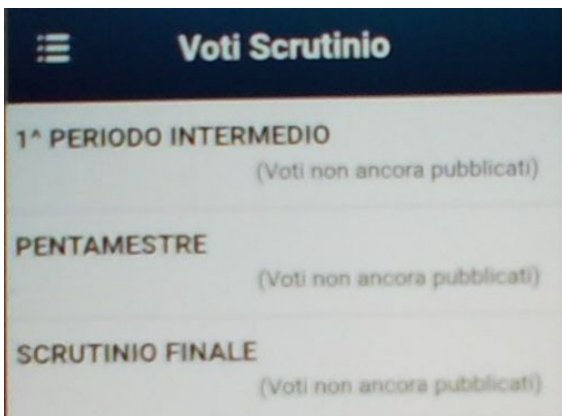 Voti Scrutinio
1^ PERIODO INTERMEDIO
(Voti non ancora pubblicati)
PENTAMESTRE
(Voti non ancora pubblicati)
SCRUTINIO FINALE
(Voti non ancora pubblicati)